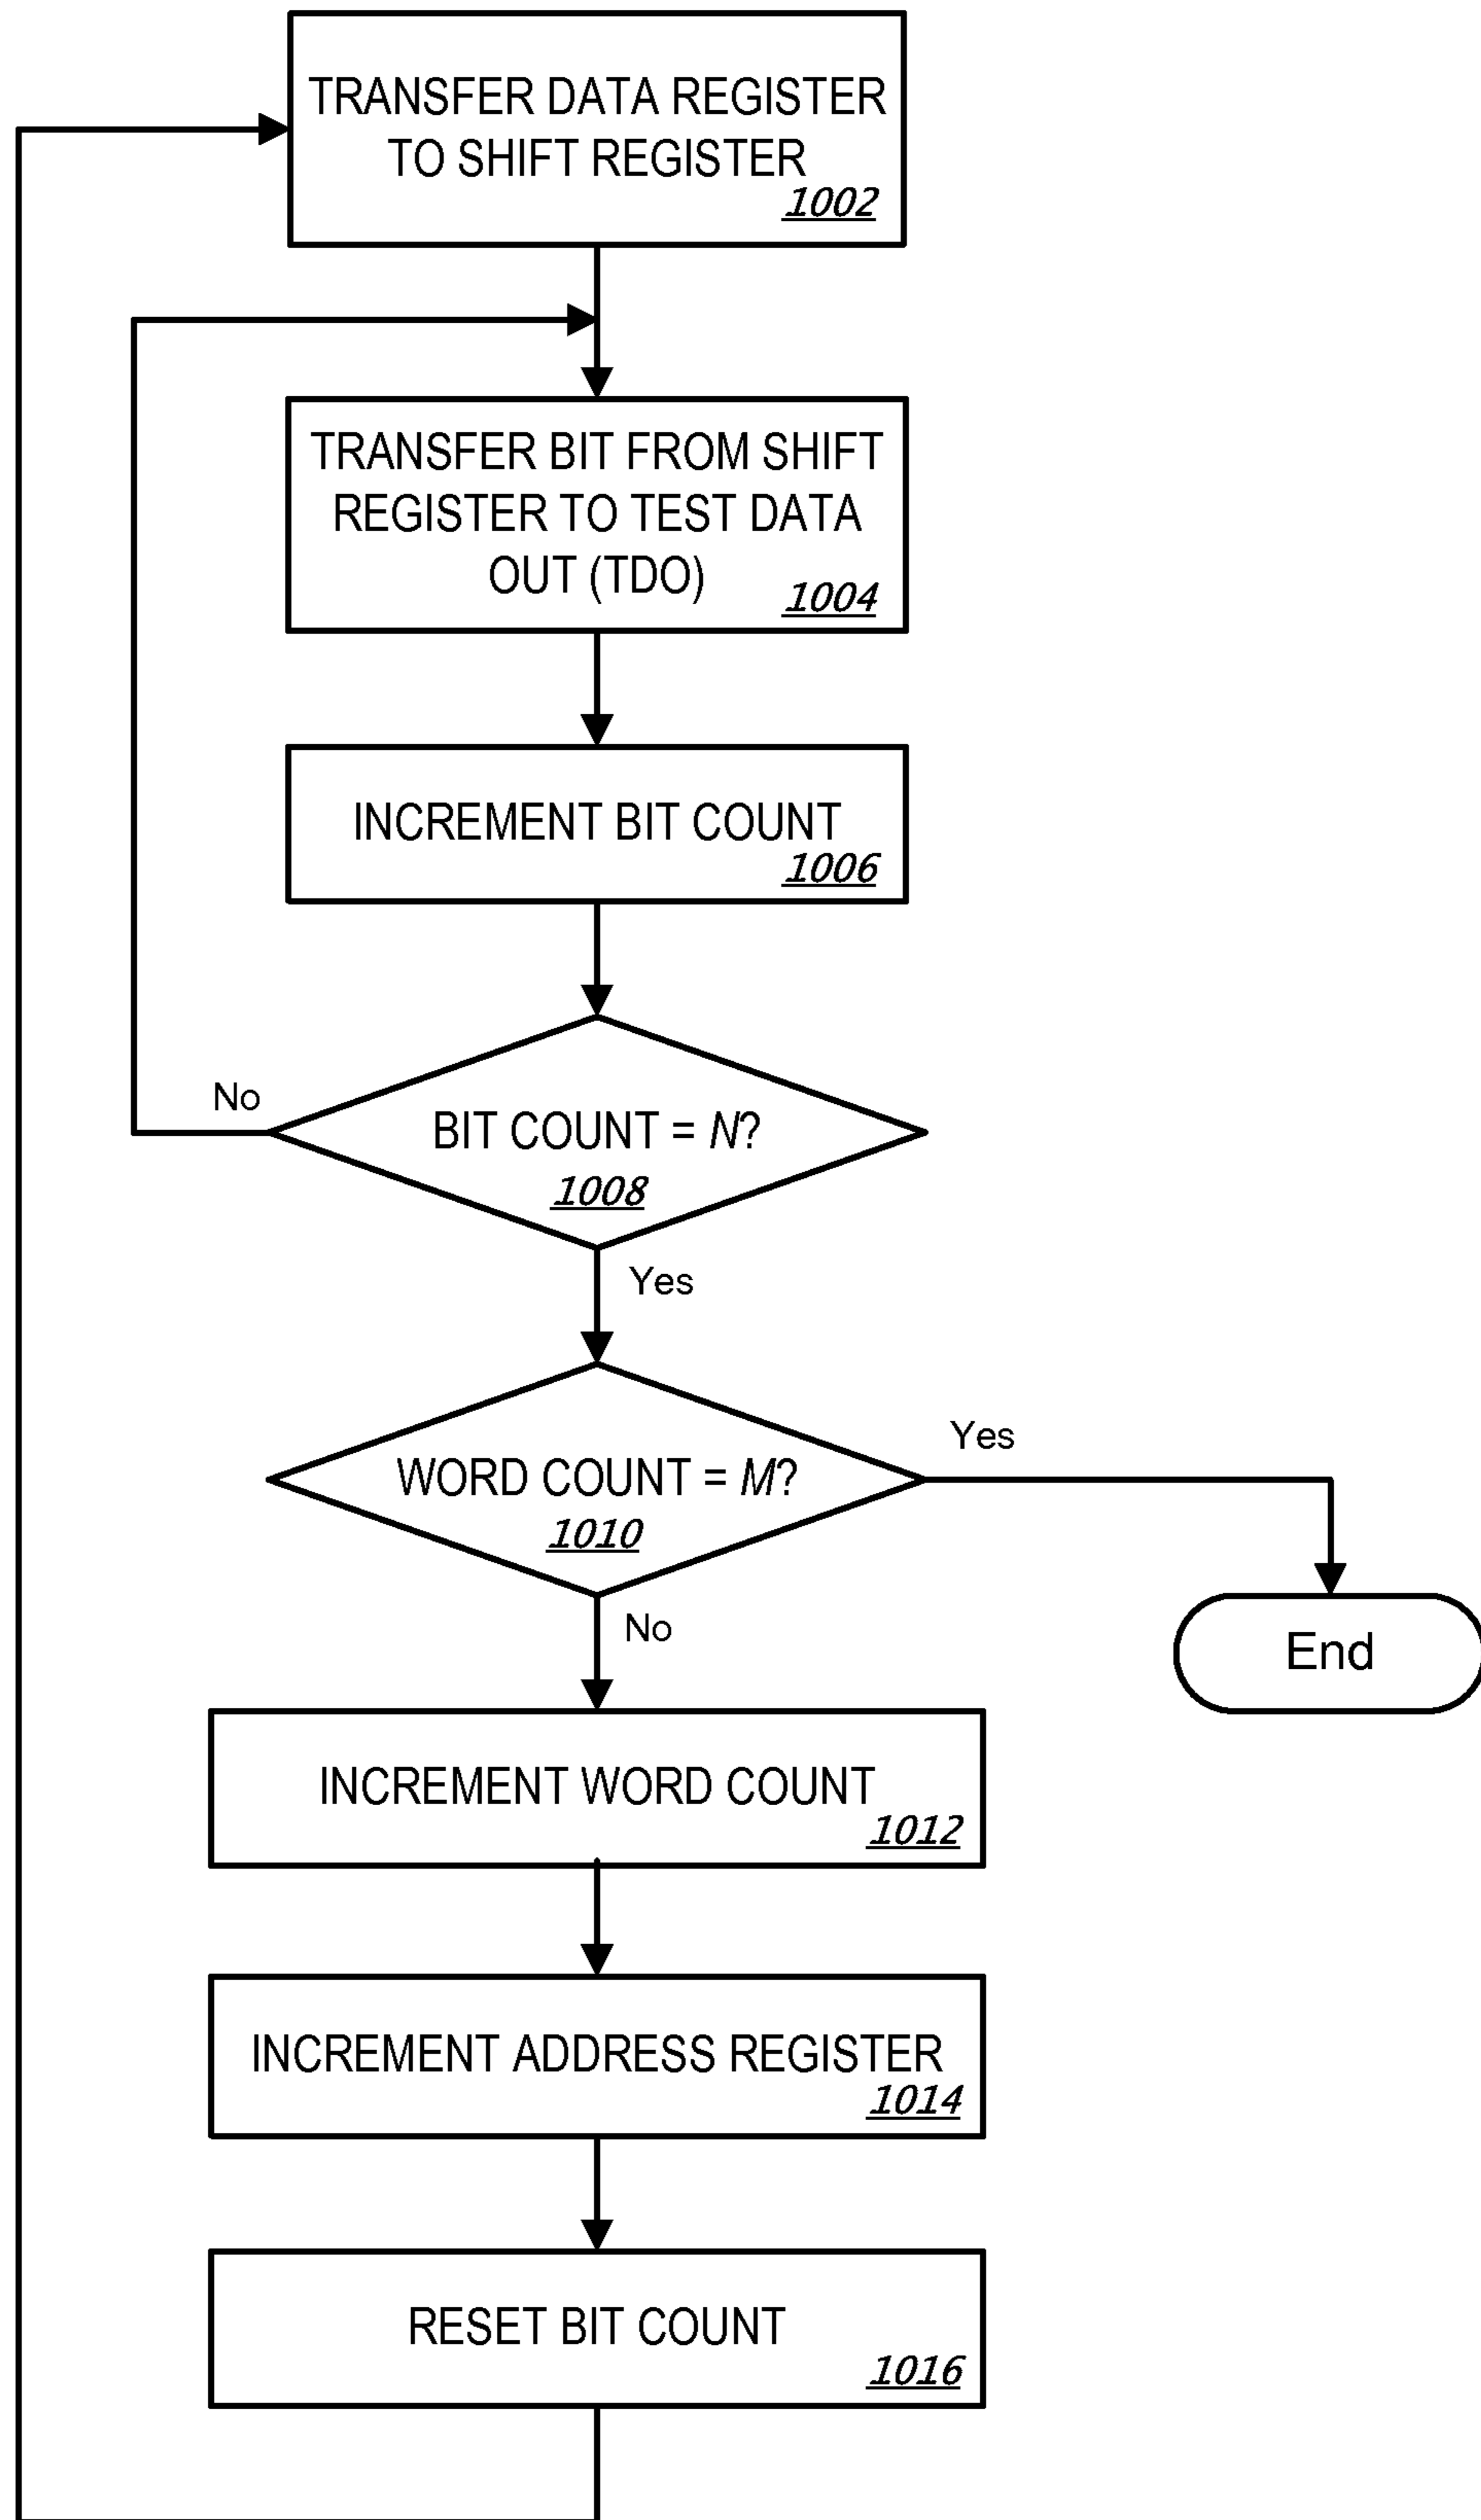 TRANSFER DATA REGISTER
TO SHIFT REGISTER
1002
TRANSFER BIT FROM SHIFT
REGISTER TO TEST DATA
OUT (TDO)
1004
INCREMENT BIT COUNT
1006
No
BIT COUNT = N?
1008
Yes
WORD COUNT = M?
1010
Yes
No
End
INCREMENT WORD COUNT
1012
INCREMENT ADDRESS REGISTER
1014
RESET BIT COUNT
1016